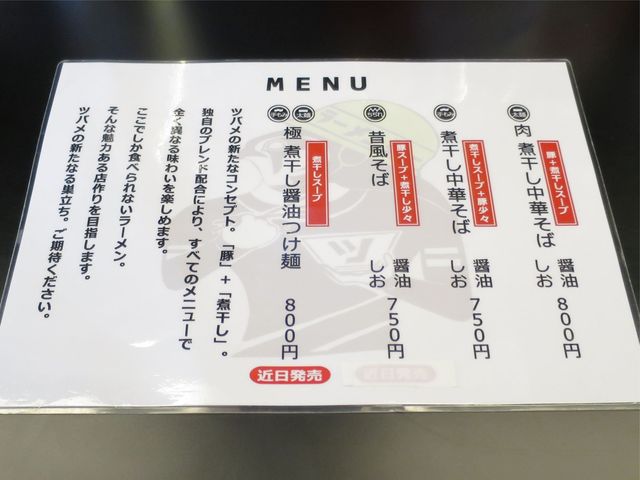 MENU
太麺
肉 煮干し中華そば
豚+煮干しスープ
醤油
しお
800円
煮干し中華そば
煮干しスープ+豚少々
醤油
しお
750円
昔風そば
豚スープ+煮干し少々
醤油
しお
750円
近日発売
太麺
極 煮干し醤油つけ麺
煮干しスープ
800円
近日発売
ツバメの新たなコンセプト。「豚」+「煮干し」。
独自のブレンド配合により、すべてのメニューで
全く異なる味わいを楽しめます。
ここでしか食べられないラーメン。
そんな魅力ある店作りを目指します。
ツバメの新たなる巣立ち。ご期待ください。